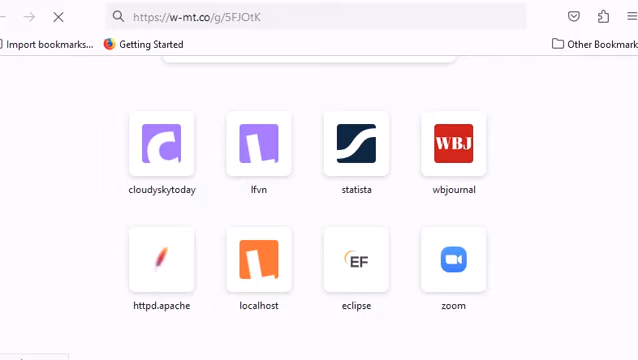 https://w-mt.co/g/5FJOtK
Import bookmarks... Getting Started Other Bookmark
cloudyskytoday lfvn statista WBJ wbjournal
httpd.apache localhost EF eclipse zoom